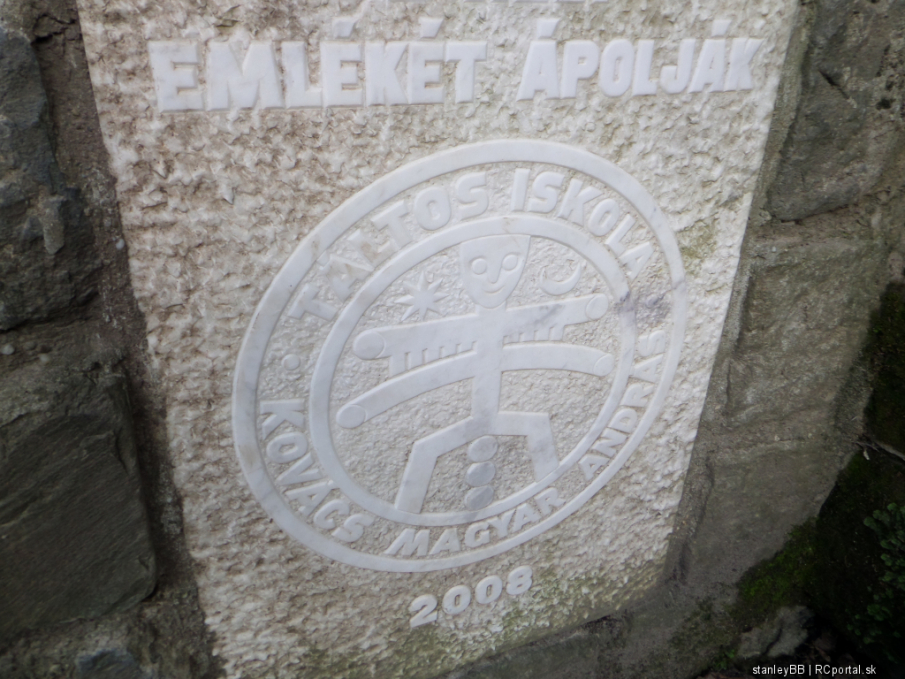 EMLÉKÉT ÁPOLJÁK
TÁLTOS ISKOLA
KOVÁCS MAGYAR ANDRÁS
2008
stanleyBB | RCportal.sk